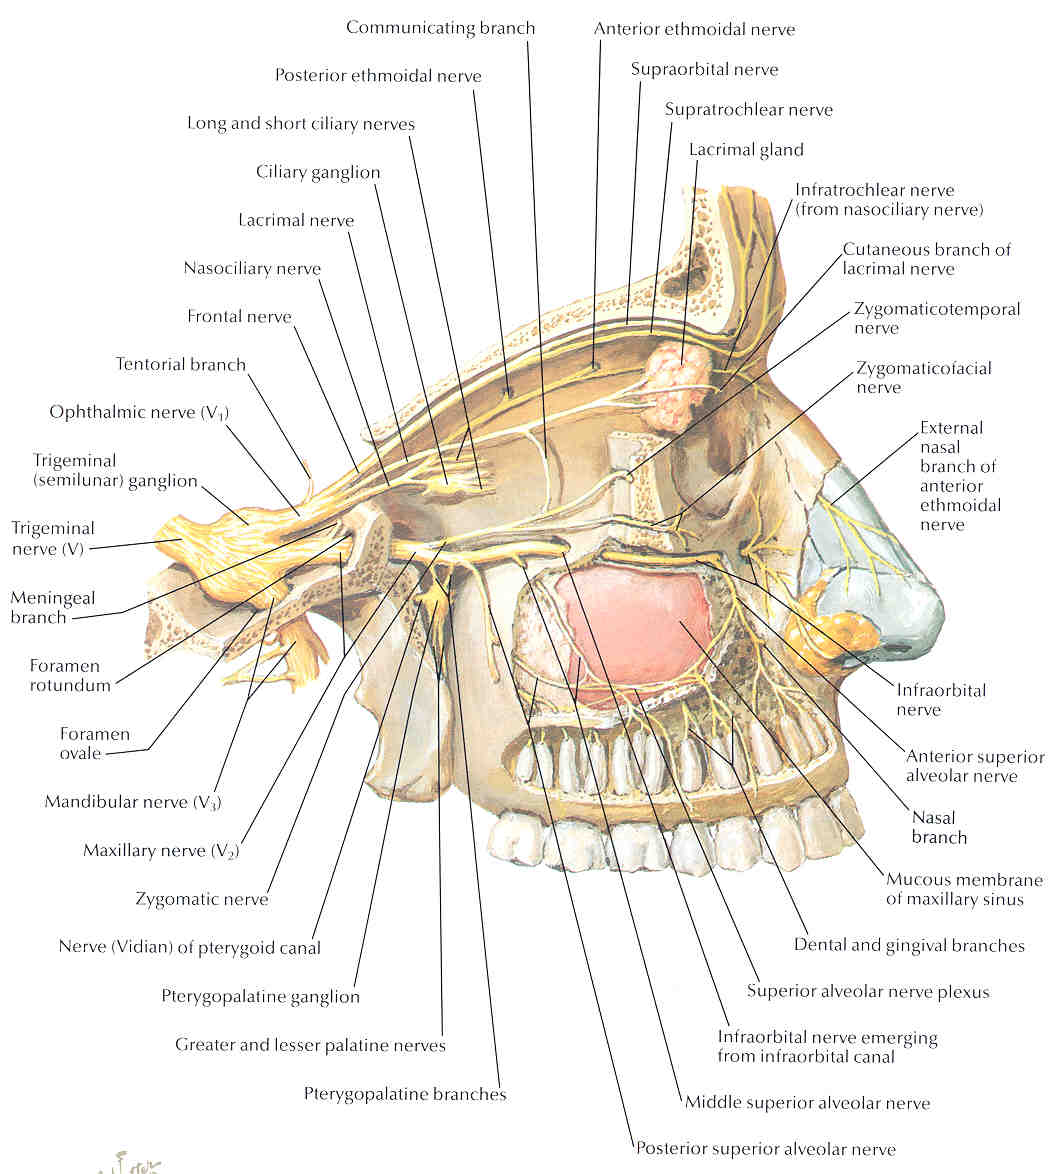 Communicating branch
Anterior ethmoidal nerve
Posterior ethmoidal nerve
Supraorbital nerve
Long and short ciliary nerves
Supratrochlear nerve
Ciliary ganglion
Lacrimal gland
Lacrimal nerve
Infratrochlear nerve
(from nasociliary nerve)
Nasociliary nerve
Cutaneous branch of
lacrimal nerve
Frontal nerve
Zygomaticotemporal
nerve
Tentorial branch
Zygomaticofacial
nerve
Ophthalmic nerve (V₁)
External
nasal
branch of
anterior
ethmoidal
nerve
Trigeminal
(semilunar) ganglion
Trigeminal
nerve (V)
Meningeal
branch
Foramen
rotundum
Infraorbital
nerve
Foramen
ovale
Anterior superior
alveolar nerve
Mandibular nerve (V₃)
Nasal
branch
Maxillary nerve (V₂)
Mucous membrane
of maxillary sinus
Zygomatic nerve
Nerve (Vidian) of pterygoid canal
Dental and gingival branches
Pterygopalatine ganglion
Superior alveolar nerve plexus
Greater and lesser palatine nerves
Infraorbital nerve emerging
from infraorbital canal
Pterygopalatine branches
Middle superior alveolar nerve
Posterior superior alveolar nerve